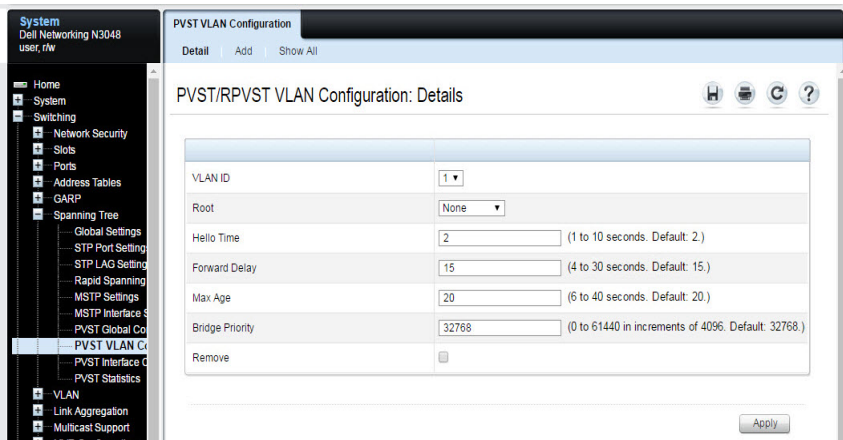 System
Dell Networking N3048
user, r/w
PVST VLAN Configuration
Detail Add Show All
Home
System
Switching
Network Security
Slots
Ports
Address Tables
GARP
Spanning Tree
Global Settings
STP Port Setting
STP LAG Setting
Rapid Spanning
MSTP Settings
MSTP Interface S
PVST Global Co
PVST VLAN Co
PVST Interface C
PVST Statistics
VLAN
Link Aggregation
Multicast Support
PVST/RPVST VLAN Configuration: Details
VLAN ID 1
Root None
Hello Time 2 (1 to 10 seconds. Default: 2.)
Forward Delay 15 (4 to 30 seconds. Default: 15.)
Max Age 20 (6 to 40 seconds. Default: 20.)
Bridge Priority 32768 (0 to 61440 in increments of 4096. Default: 32768.)
Remove
Apply